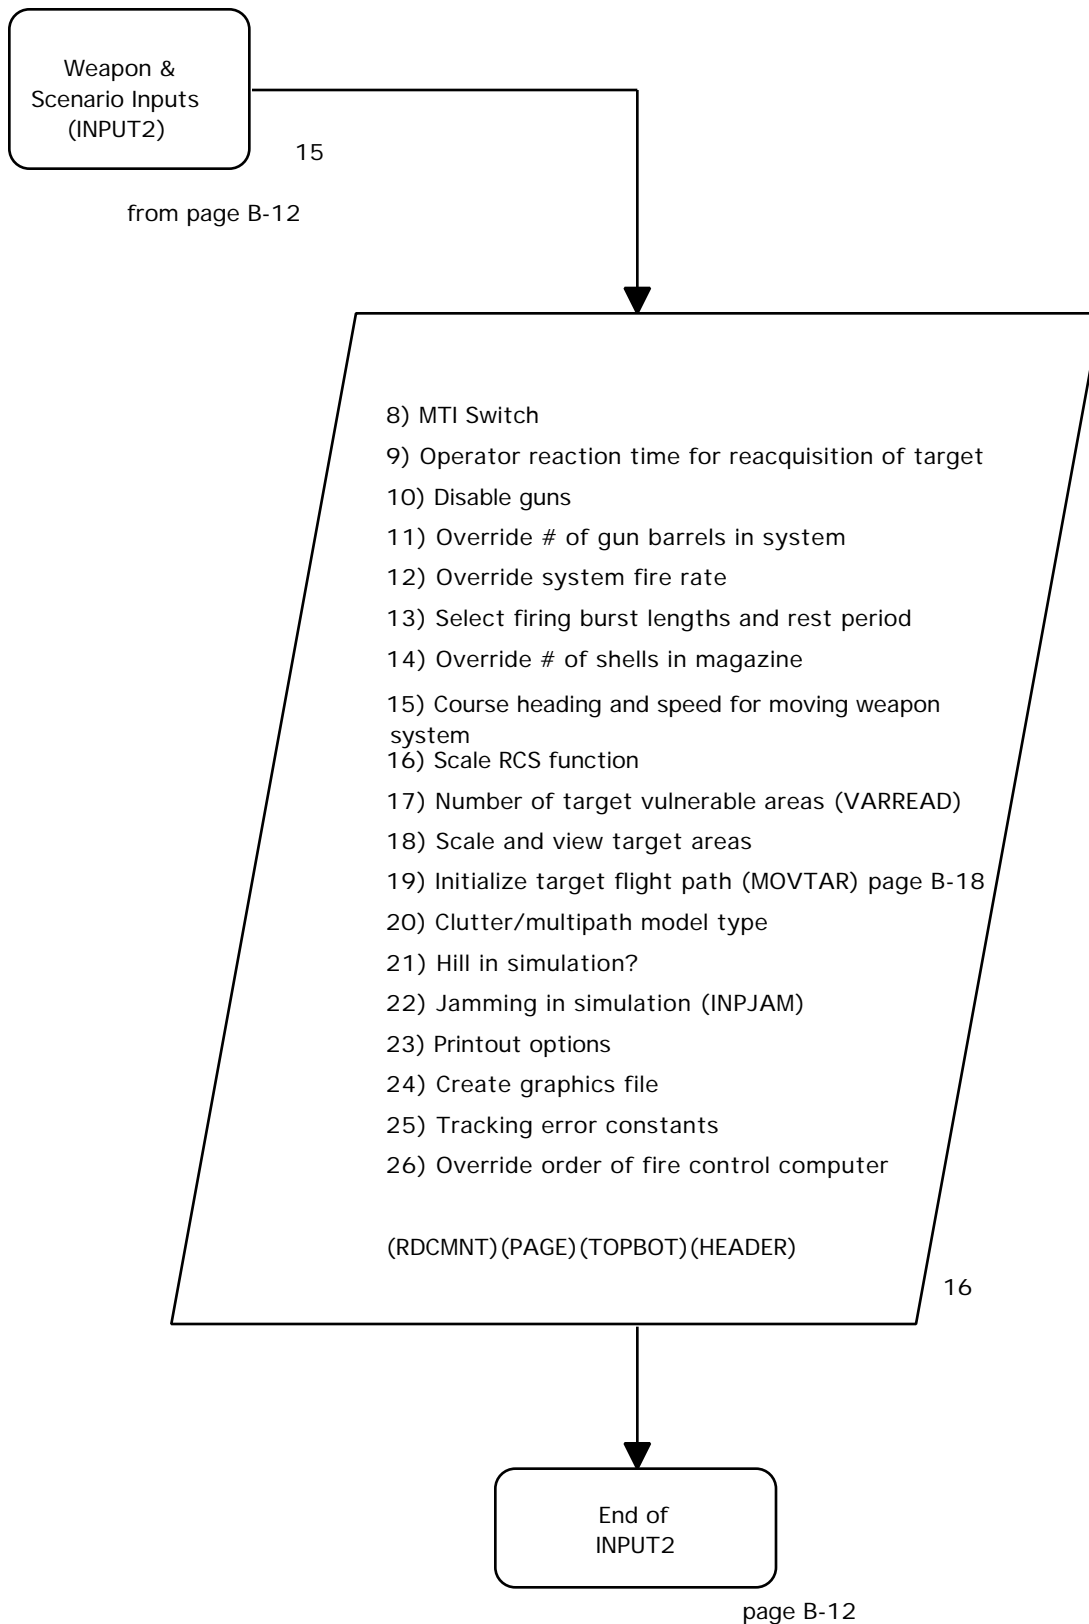 Weapon &
Scenario Inputs
(INPUT2)
15
from page B-12
8) MTI Switch
9) Operator reaction time for reacquisition of target
10) Disable guns
11) Override # of gun barrels in system
12) Override system fire rate
13) Select firing burst lengths and rest period
14) Override # of shells in magazine
15) Course heading and speed for moving weapon
system
16) Scale RCS function
17) Number of target vulnerable areas (VARREAD)
18) Scale and view target areas
19) Initialize target flight path (MOVTAR) page B-18
20) Clutter/multipath model type
21) Hill in simulation?
22) Jamming in simulation (INPJAM)
23) Printout options
24) Create graphics file
25) Tracking error constants
26) Override order of fire control computer
(RDCMNT)(PAGE)(TOPBOT)(HEADER)
16
End of
INPUT2
page B-12